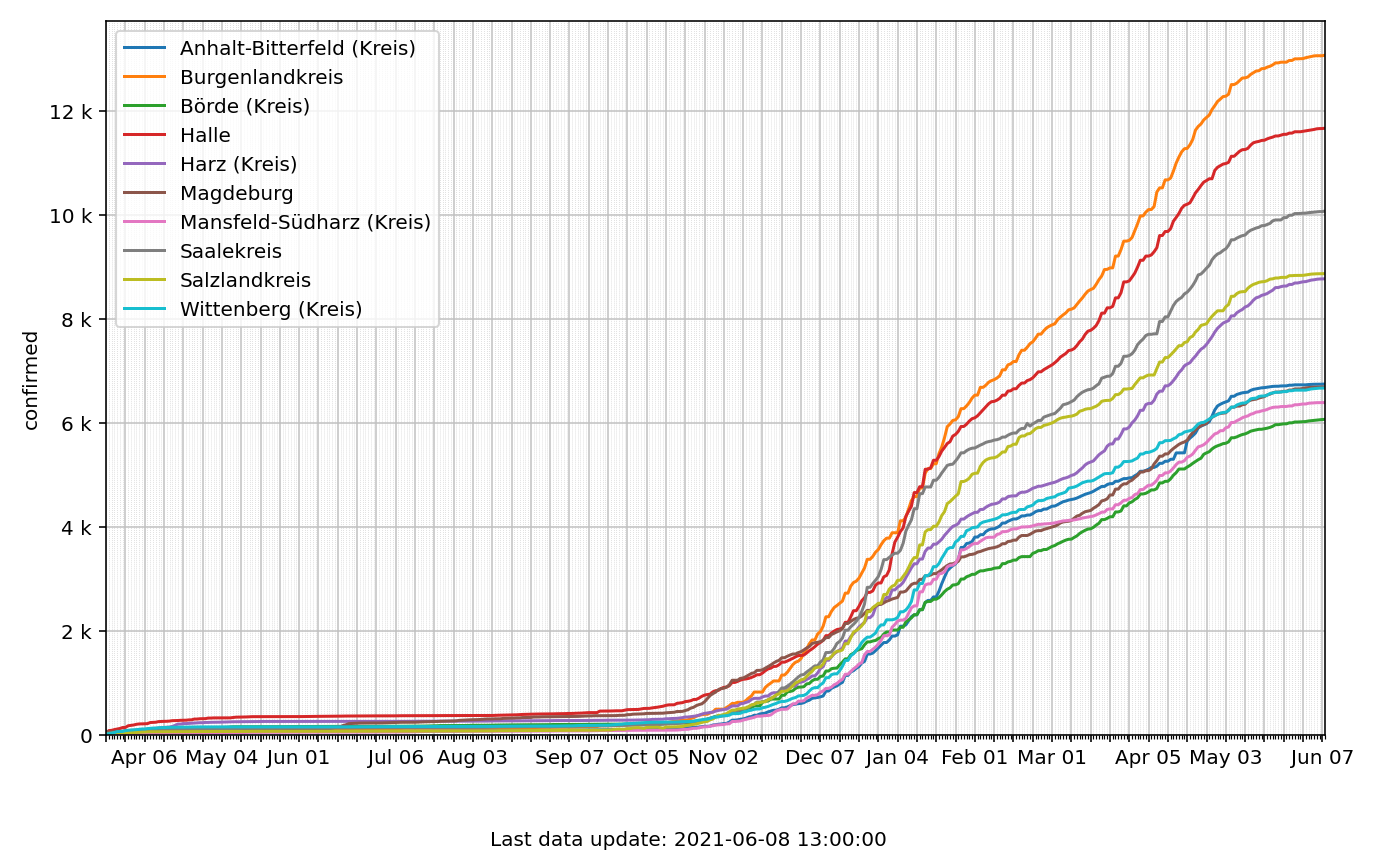 Anhalt-Bitterfeld (Kreis)
Burgenlandkreis
Börde (Kreis)
Halle
Harz (Kreis)
Magdeburg
Mansfeld-Südharz (Kreis)
Saalekreis
Salzlandkreis
Wittenberg (Kreis)
12 k
10 k
8 k
6 k
4 k
2 k
0
confirmed
Apr 06 May 04 Jun 01 Jul 06 Aug 03 Sep 07 Oct 05 Nov 02 Dec 07 Jan 04 Feb 01 Mar 01 Apr 05 May 03 Jun 07
Last data update: 2021-06-08 13:00:00